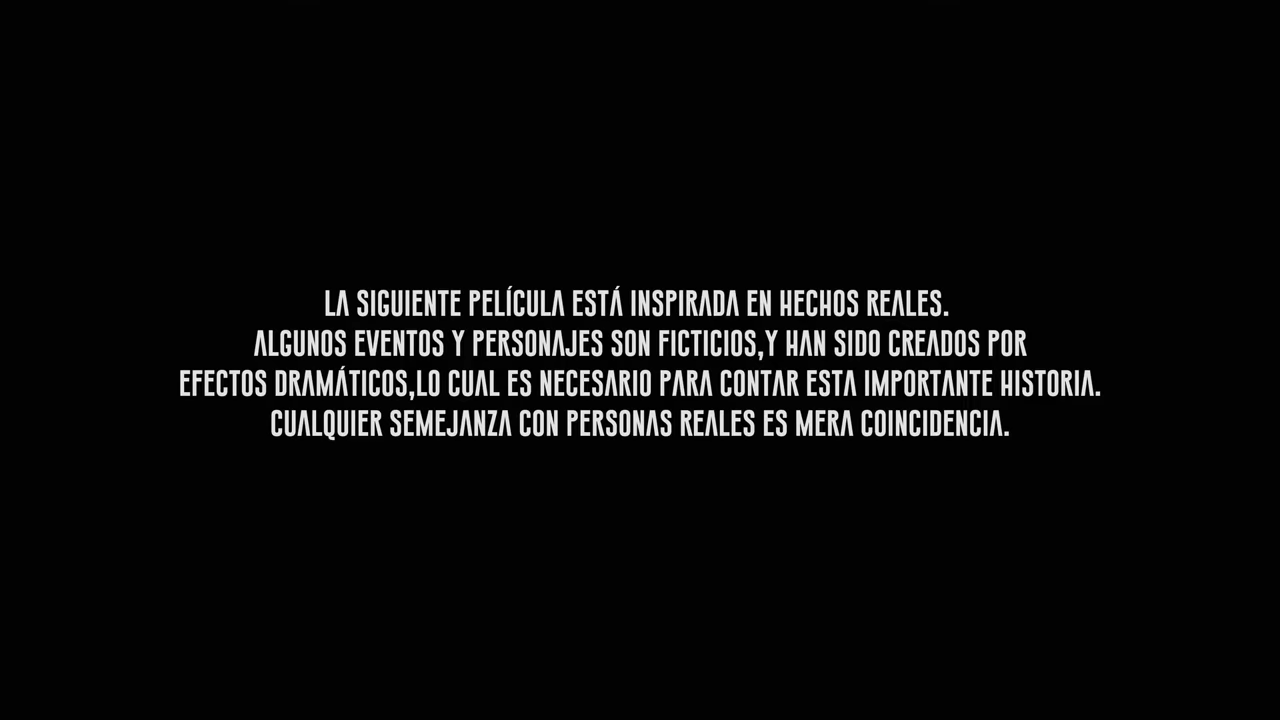 LA SIGUIENTE PELÍCULA ESTÁ INSPIRADA EN HECHOS REALES.
ALGUNOS EVENTOS Y PERSONAJES SON FICTICIOS,Y HAN SIDO CREADOS POR
EFECTOS DRAMÁTICOS,LO CUAL ES NECESARIO PARA CONTAR ESTA IMPORTANTE HISTORIA.
CUALQUIER SEMEJANZA CON PERSONAS REALES ES MERA COINCIDENCIA.